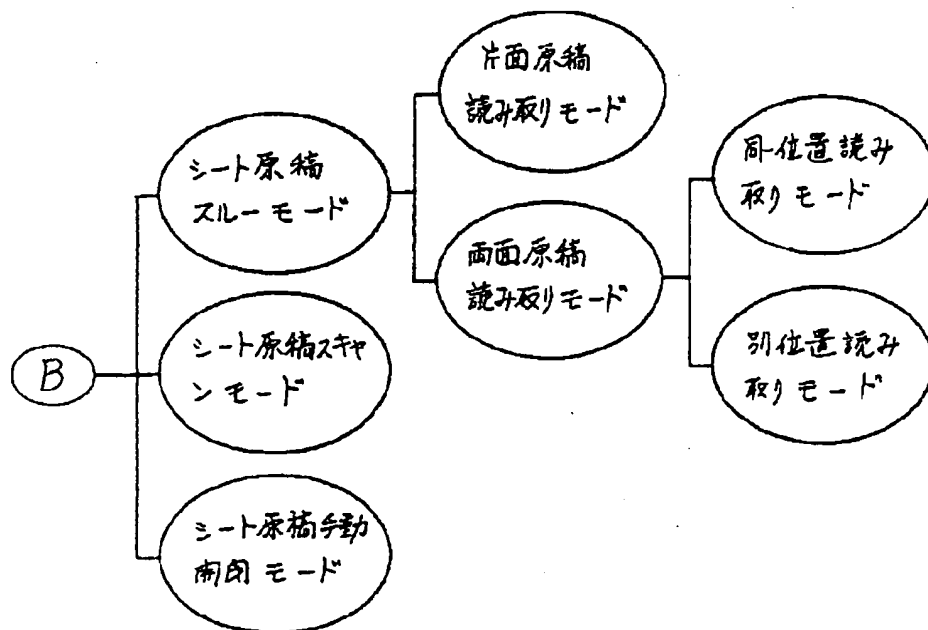 片面原稿
読み取りモード
シート原稿
スルーモード
同一位置読み
取りモード
両面原稿
読み取りモード
シート原稿スキャ
ンモード
別位置読み
取りモード
B
シート原稿手動
開閉モード